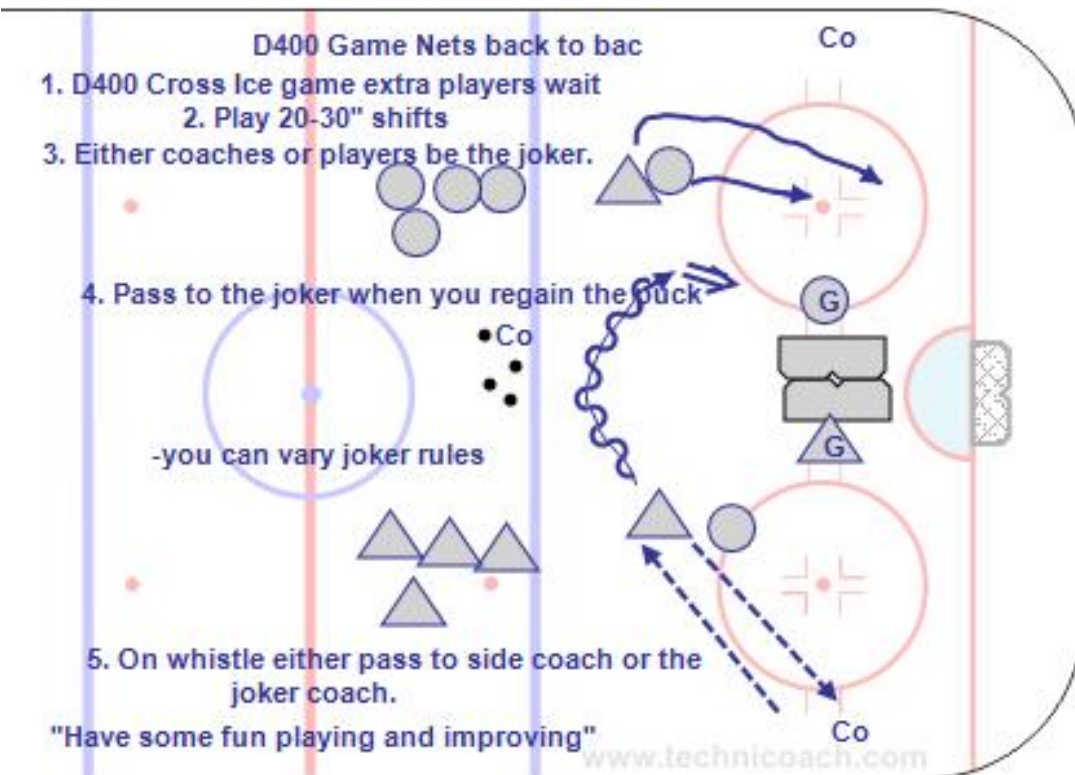 D400 Game Nets back to bac
Co
1. D400 Cross Ice game extra players wait
2. Play 20-30" shifts
3. Either coaches or players be the joker.
4. Pass to the joker when you regain the puck
G
Co
-you can vary joker rules
G
5. On whistle either pass to side coach or the
joker coach.
Co
"Have some fun playing and improving"
www.technicoach.com